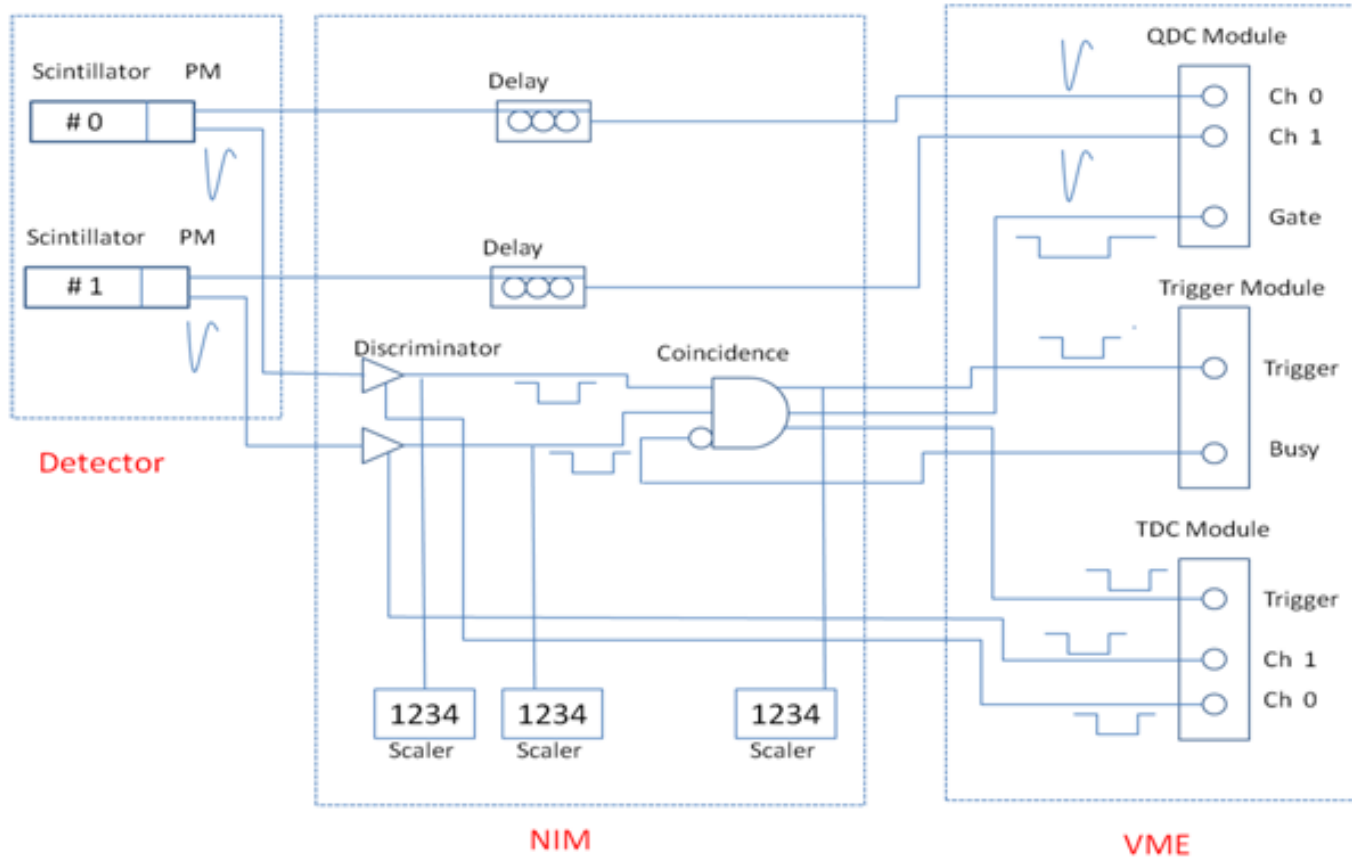 QDC Module
Scintillator PM
Delay
# 0
Ch 0
Ch 1
Scintillator PM
Delay
Gate
# 1
Trigger Module
Discriminator
Coincidence
Trigger
Detector
Busy
TDC Module
Trigger
Ch 1
Ch 0
1234
1234
1234
Scaler
Scaler
Scaler
NIM
VME